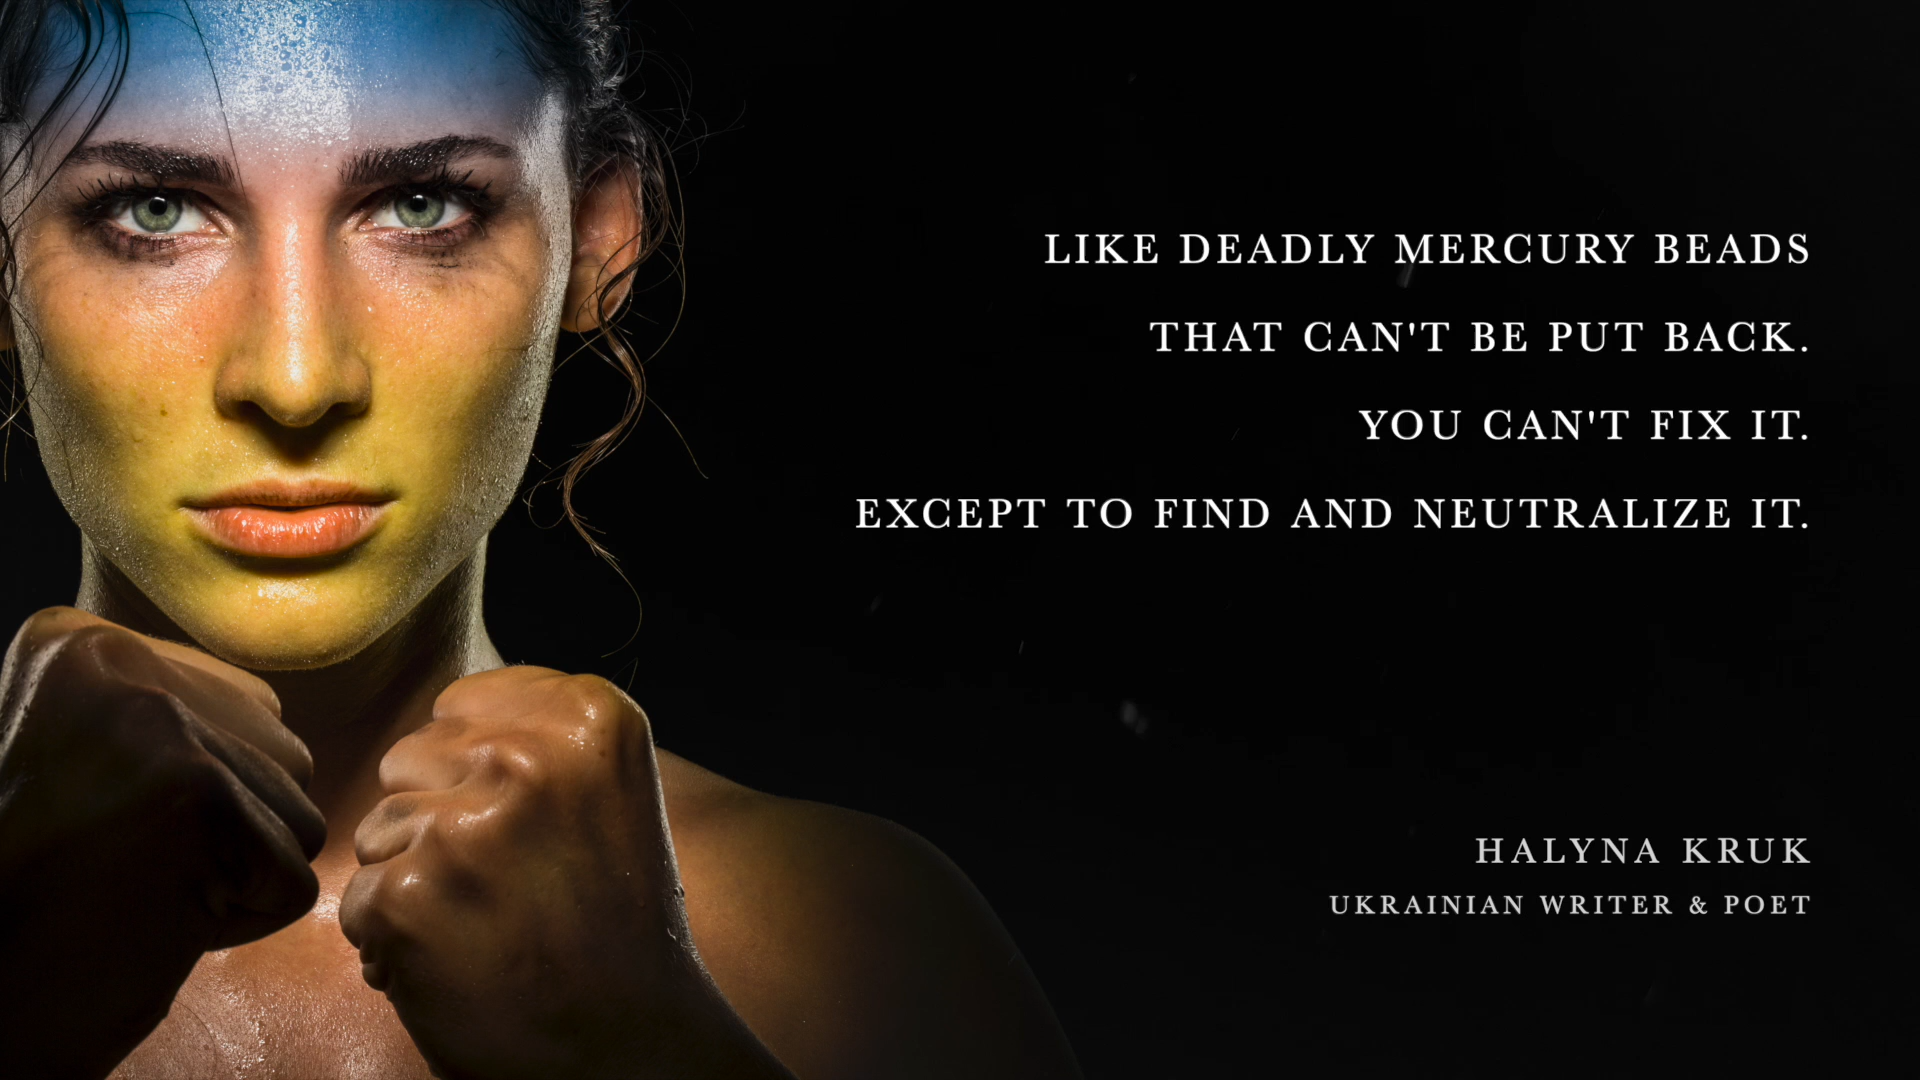 LIKE DEADLY MERCURY BEADS
THAT CAN'T BE PUT BACK.
YOU CAN'T FIX IT.
EXCEPT TO FIND AND NEUTRALIZE IT.
HALYNA KRUK
UKRAINIAN WRITER & POET